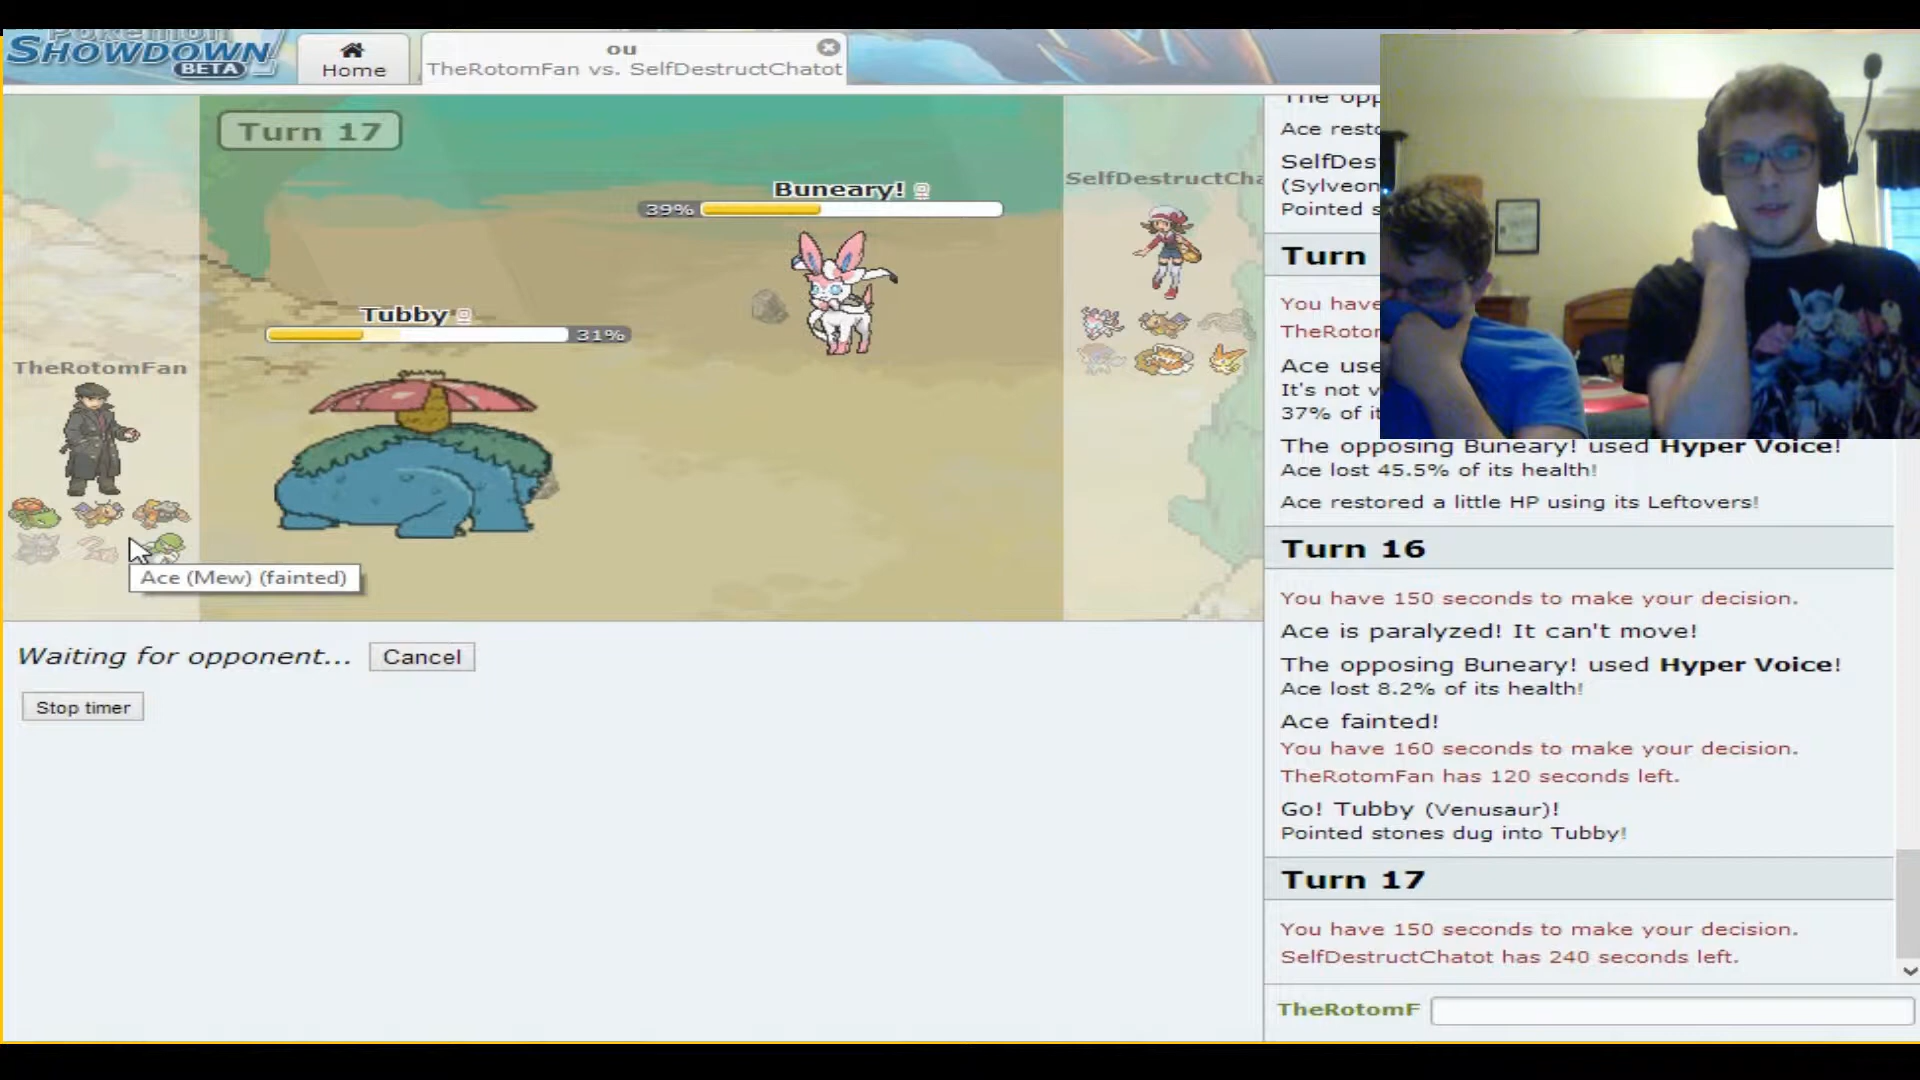 Pokémon
SHOWDOWN
BETA
Home
ou
TheRotomFan vs. SelfDestructChatot
Turn 17
Buneary!
39%
Tubby
31%
TheRotomFan
SelfDestructCha
Ace (Mew) (fainted)
Waiting for opponent...
Cancel
Stop timer
The opp
Ace resto
SelfDes
(Sylveon
Pointed s
Turn
You have
TheRoto
Ace use
It's not v
37% of it
The opposing Buneary! used Hyper Voice!
Ace lost 45.5% of its health!
Ace restored a little HP using its Leftovers!
Turn 16
You have 150 seconds to make your decision.
Ace is paralyzed! It can't move!
The opposing Buneary! used Hyper Voice!
Ace lost 8.2% of its health!
Ace fainted!
You have 160 seconds to make your decision.
TheRotomFan has 120 seconds left.
Go! Tubby (Venusaur)!
Pointed stones dug into Tubby!
Turn 17
You have 150 seconds to make your decision.
SelfDestructChatot has 240 seconds left.
TheRotomF